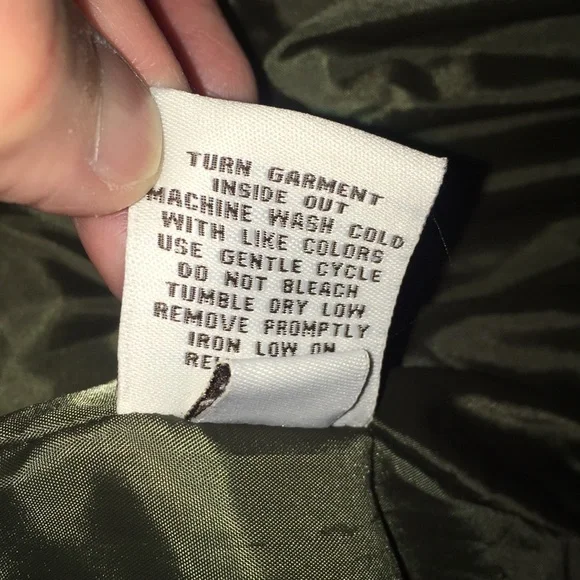 TURN GARMENT
INSIDE OUT
MACHINE WASH COLD
WITH LIKE COLORS
USE GENTLE CYCLE
DO NOT BLEACH
TUMBLE DRY LOW
REMOVE PROMPTLY
IRON LOW ON